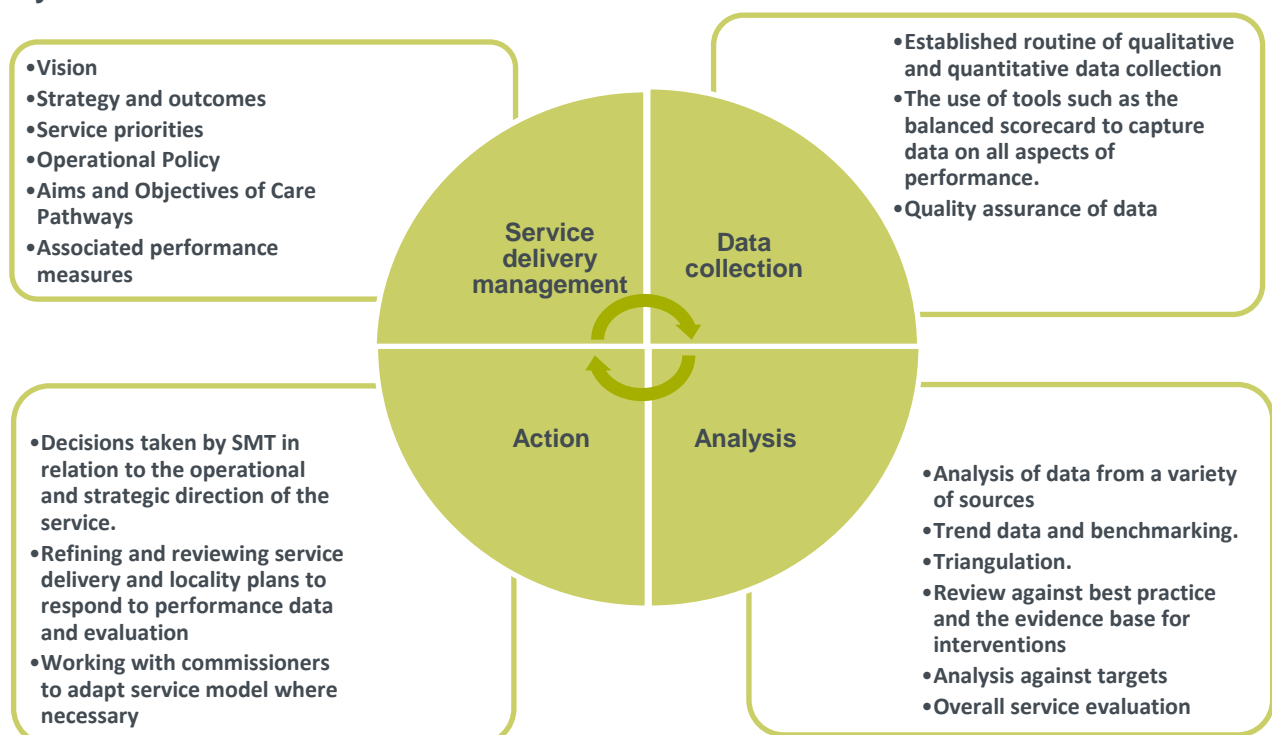 •Vision
•Strategy and outcomes
•Service priorities
•Operational Policy
•Aims and Objectives of Care
Pathways
•Associated performance
measures
•Established routine of qualitative
and quantitative data collection
•The use of tools such as the
balanced scorecard to capture
data on all aspects of
performance.
•Quality assurance of data
Service
delivery
management
Data
collection
Action
Analysis
•Decisions taken by SMT in
relation to the operational
and strategic direction of the
service.
•Refining and reviewing service
delivery and locality plans to
respond to performance data
and evaluation
•Working with commissioners
to adapt service model where
necessary
•Analysis of data from a variety
of sources
•Trend data and benchmarking.
•Triangulation.
•Review against best practice
and the evidence base for
interventions
•Analysis against targets
•Overall service evaluation